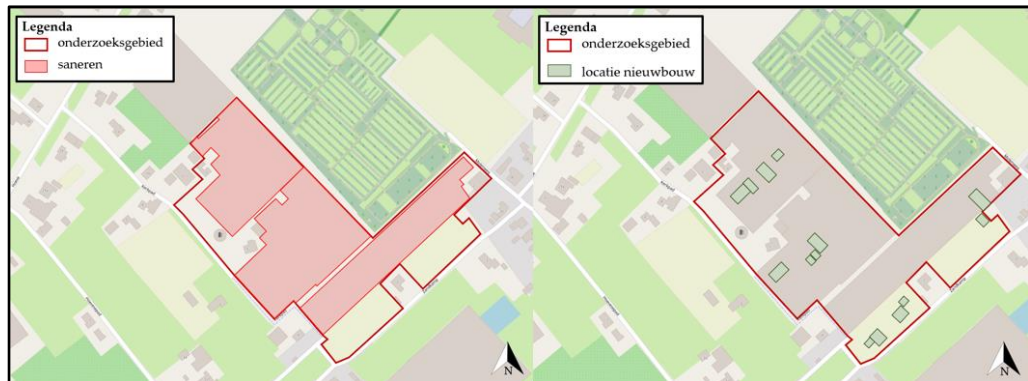 Legenda
onderzoeksgebied
saneren
N
Legenda
onderzoeksgebied
locatie nieuwbouw
N